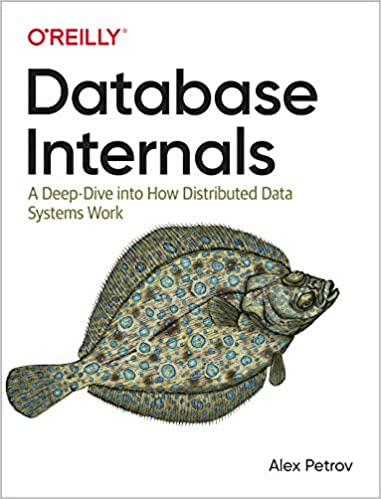 O'REILLY®
Database
Internals
A Deep-Dive into How Distributed Data
Systems Work
Alex Petrov